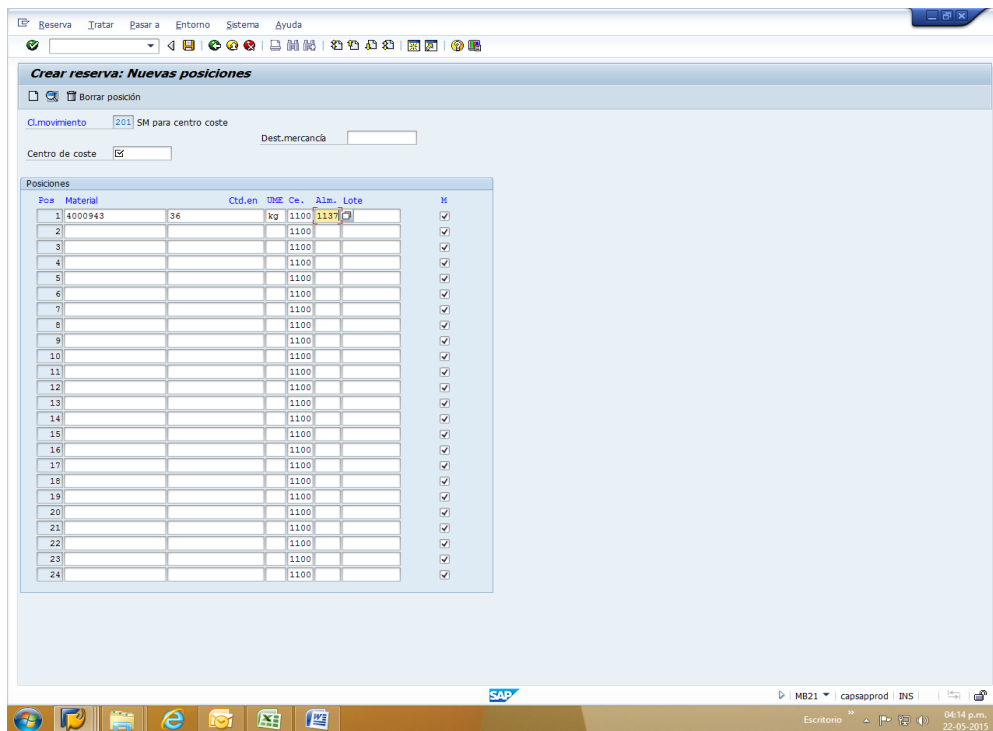 Reserva Tratar Pasar a Entorno Sistema Ayuda
Crear reserva: Nuevas posiciones
Borrar posición
Cl.movimiento 201 SM para centro coste
Dest.mercancía
Centro de coste
Posiciones
Pos Material Ctd.en UME Ce. Alm. Lote M
1 4000943 36 kg 1100 1137
2 1100
3 1100
4 1100
5 1100
6 1100
7 1100
8 1100
9 1100
10 1100
11 1100
12 1100
13 1100
14 1100
15 1100
16 1100
17 1100
18 1100
19 1100
20 1100
21 1100
22 1100
23 1100
24 1100
SAP MB21 capsapprod INS
Escritorio 04:14 p.m.
22-05-2015